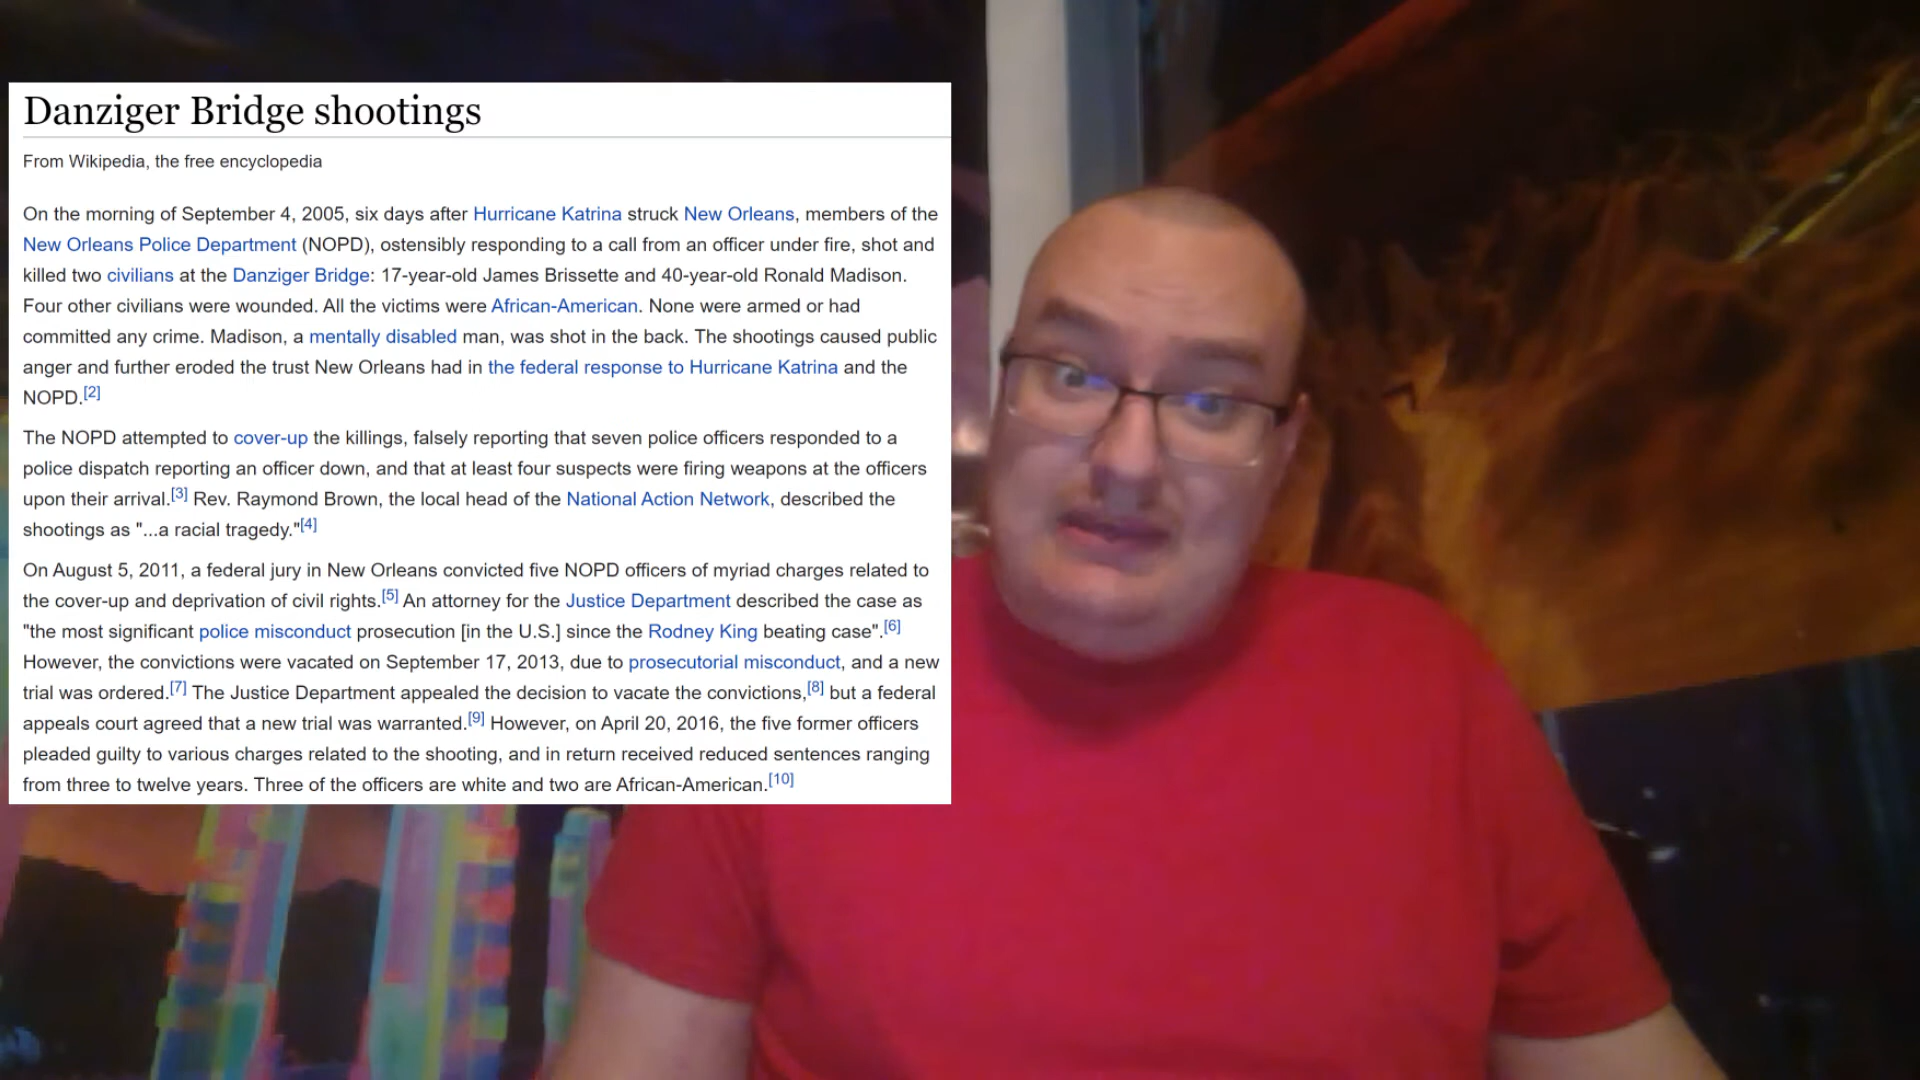 Danziger Bridge shootings
From Wikipedia, the free encyclopedia
On the morning of September 4, 2005, six days after Hurricane Katrina struck New Orleans, members of the
New Orleans Police Department (NOPD), ostensibly responding to a call from an officer under fire, shot and
killed two civilians at the Danziger Bridge: 17-year-old James Brissette and 40-year-old Ronald Madison.
Four other civilians were wounded. All the victims were African-American. None were armed or had
committed any crime. Madison, a mentally disabled man, was shot in the back. The shootings caused public
anger and further eroded the trust New Orleans had in the federal response to Hurricane Katrina and the
NOPD.[2]
The NOPD attempted to cover-up the killings, falsely reporting that seven police officers responded to a
police dispatch reporting an officer down, and that at least four suspects were firing weapons at the officers
upon their arrival.[3] Rev. Raymond Brown, the local head of the National Action Network, described the
shootings as "...a racial tragedy."[4]
On August 5, 2011, a federal jury in New Orleans convicted five NOPD officers of myriad charges related to
the cover-up and deprivation of civil rights.[5] An attorney for the Justice Department described the case as
"the most significant police misconduct prosecution [in the U.S.] since the Rodney King beating case".[6]
However, the convictions were vacated on September 17, 2013, due to prosecutorial misconduct, and a new
trial was ordered.[7] The Justice Department appealed the decision to vacate the convictions,[8] but a federal
appeals court agreed that a new trial was warranted.[9] However, on April 20, 2016, the five former officers
pleaded guilty to various charges related to the shooting, and in return received reduced sentences ranging
from three to twelve years. Three of the officers are white and two are African-American.[10]